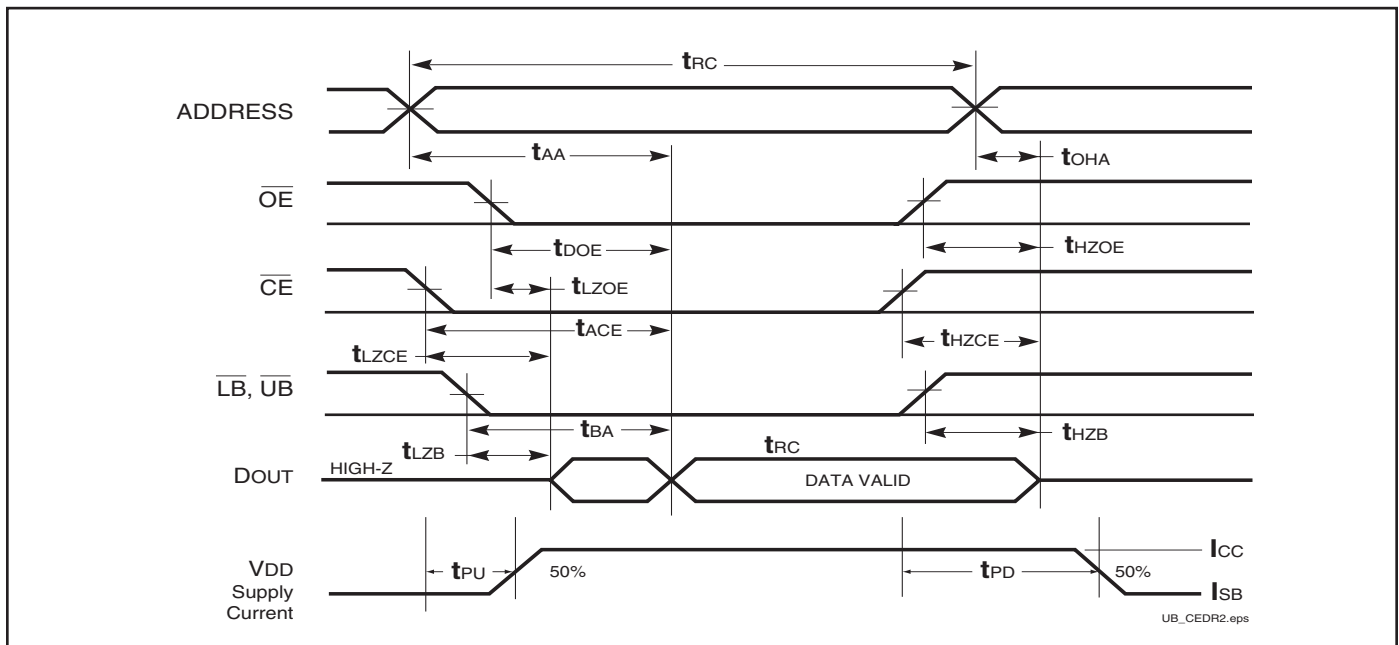 tRC
ADDRESS
tAA
tOHA
OE
tDOE
tHZOE
CE
tLZOE
tACE
tHZCE
tLZCE
LB, UB
tBA
tHZB
tLZB
tRC
DOUT
HIGH-Z
DATA VALID
ICC
VDD
Supply
Current
tPU
50%
tPD
50%
ISB
UB_CEDR2.eps